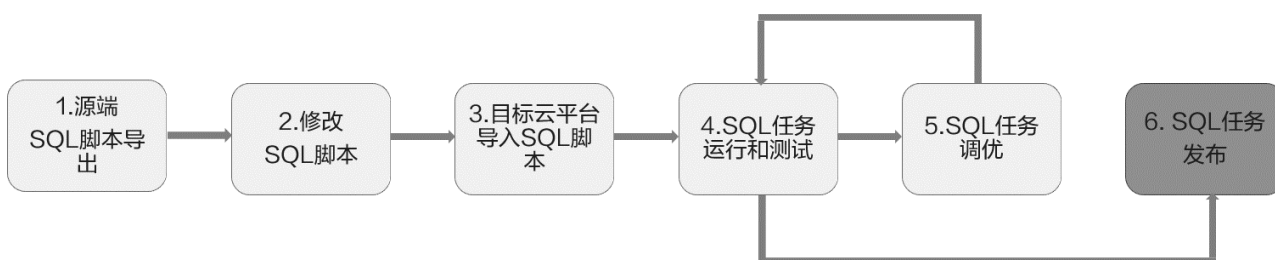 1.源端
SQL脚本导
出
2.修改
SQL脚本
3.目标云平台
导入SQL脚
本
4.SQL任务
运行和测试
5.SQL任务
调优
6. SQL任务
发布